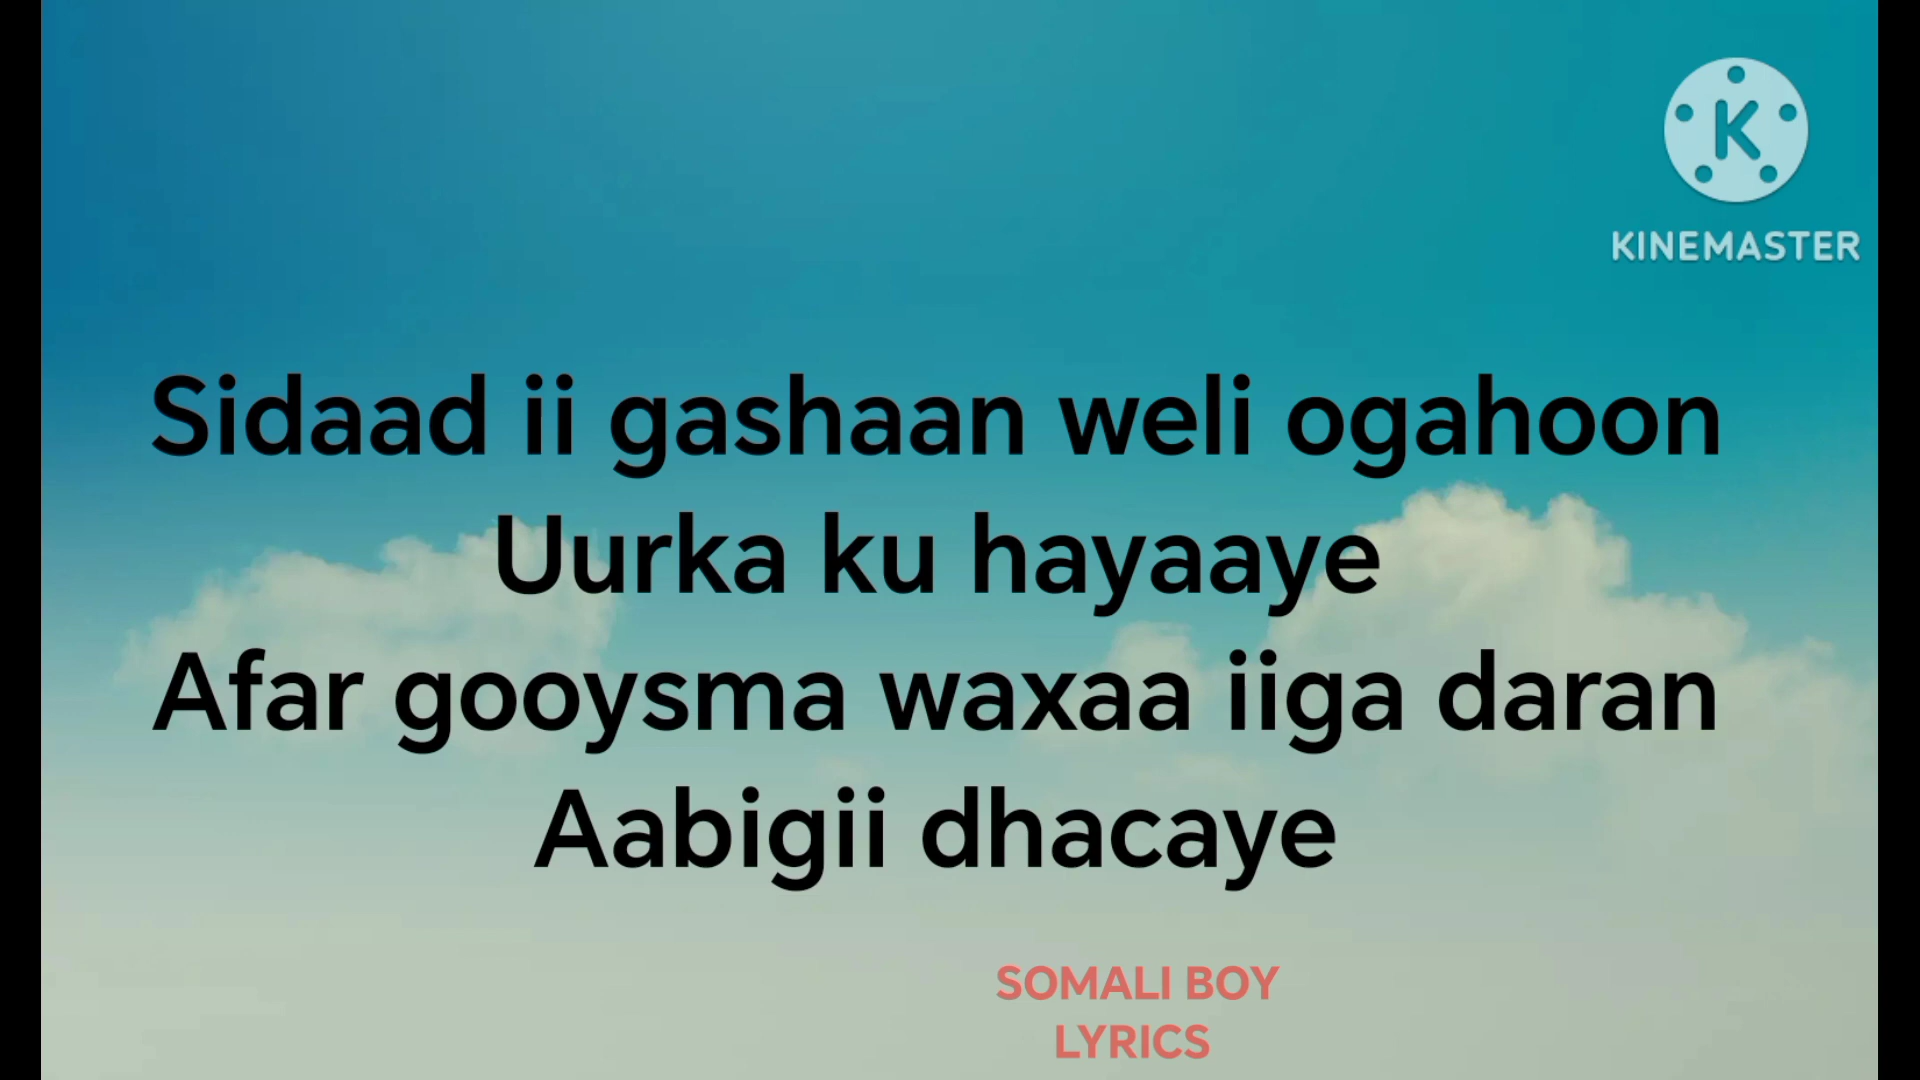 K
KINEMASTER
Sidaad ii gashaan weli ogahoon
Uurka ku hayaaye
Afar gooysma waxaa iiga daran
Aabigii dhacaye
SOMALI BOY
LYRICS